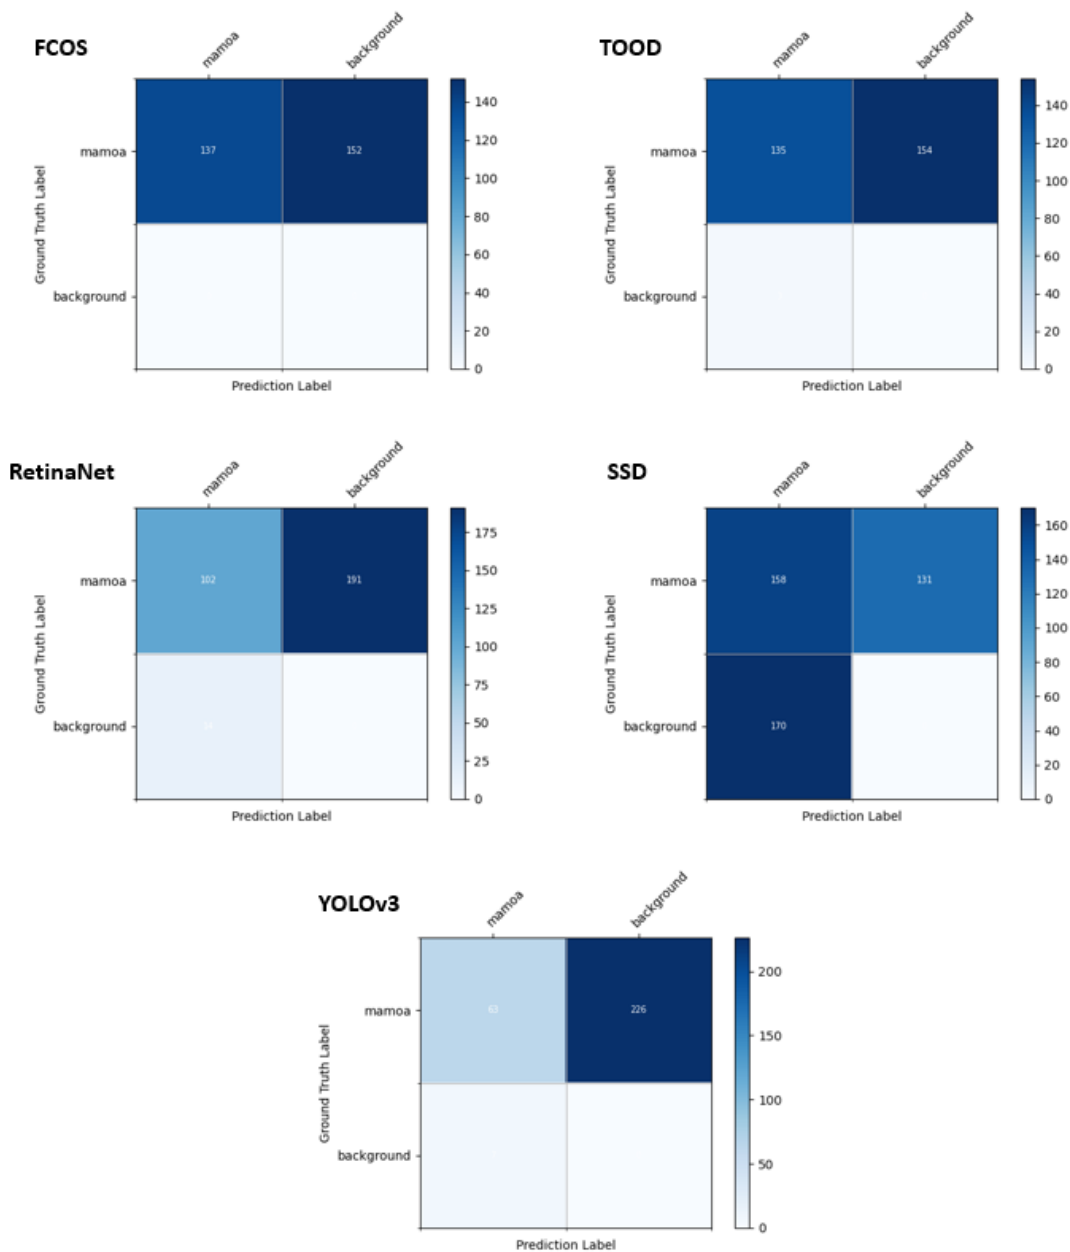 FCOS
mamoa
background
mamoa
137
152
background
Ground Truth Label
Prediction Label
140
120
100
80
60
40
20
0
TOOD
mamoa
background
mamoa
135
154
background
Ground Truth Label
Prediction Label
140
120
100
80
60
40
20
0
RetinaNet
mamoa
background
mamoa
102
191
background
Ground Truth Label
Prediction Label
175
150
125
100
75
50
25
0
SSD
mamoa
background
mamoa
158
131
background
170
Ground Truth Label
Prediction Label
160
140
120
100
80
60
40
20
0
YOLOv3
mamoa
background
mamoa
63
226
background
Ground Truth Label
Prediction Label
200
150
100
50
0